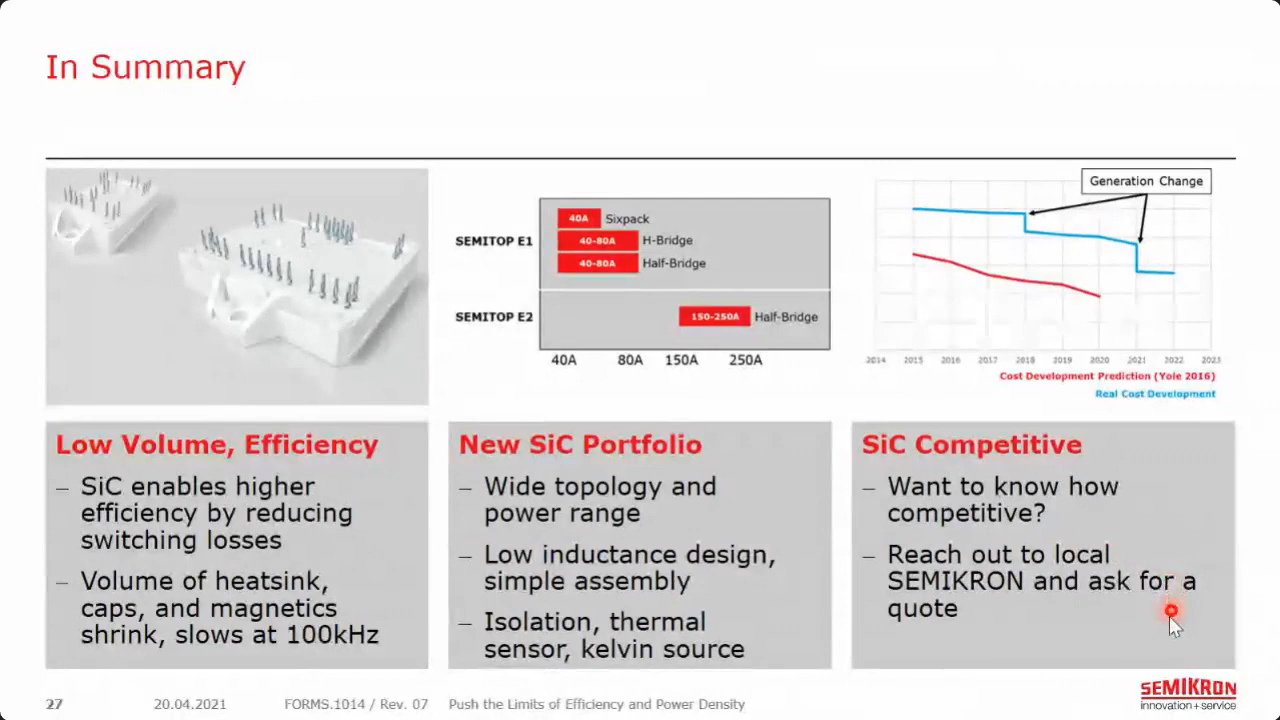 In Summary
SEMITOP E1
40A Sixpack
40-80A H-Bridge
40-80A Half-Bridge
SEMITOP E2
150-250A Half-Bridge
40A 80A 150A 250A
Generation Change
2014 2015 2016 2017 2018 2019 2020 2021 2022 2023
Cost Development Prediction (Yole 2016)
Real Cost Development
Low Volume, Efficiency
– SiC enables higher
efficiency by reducing
switching losses
– Volume of heatsink,
caps, and magnetics
shrink, slows at 100kHz
New SiC Portfolio
– Wide topology and
power range
– Low inductance design,
simple assembly
– Isolation, thermal
sensor, kelvin source
SiC Competitive
– Want to know how
competitive?
– Reach out to local
SEMIKRON and ask for a
quote
27 20.04.2021 FORMS.1014 / Rev. 07 Push the Limits of Efficiency and Power Density
SEMIKRON
innovation+service